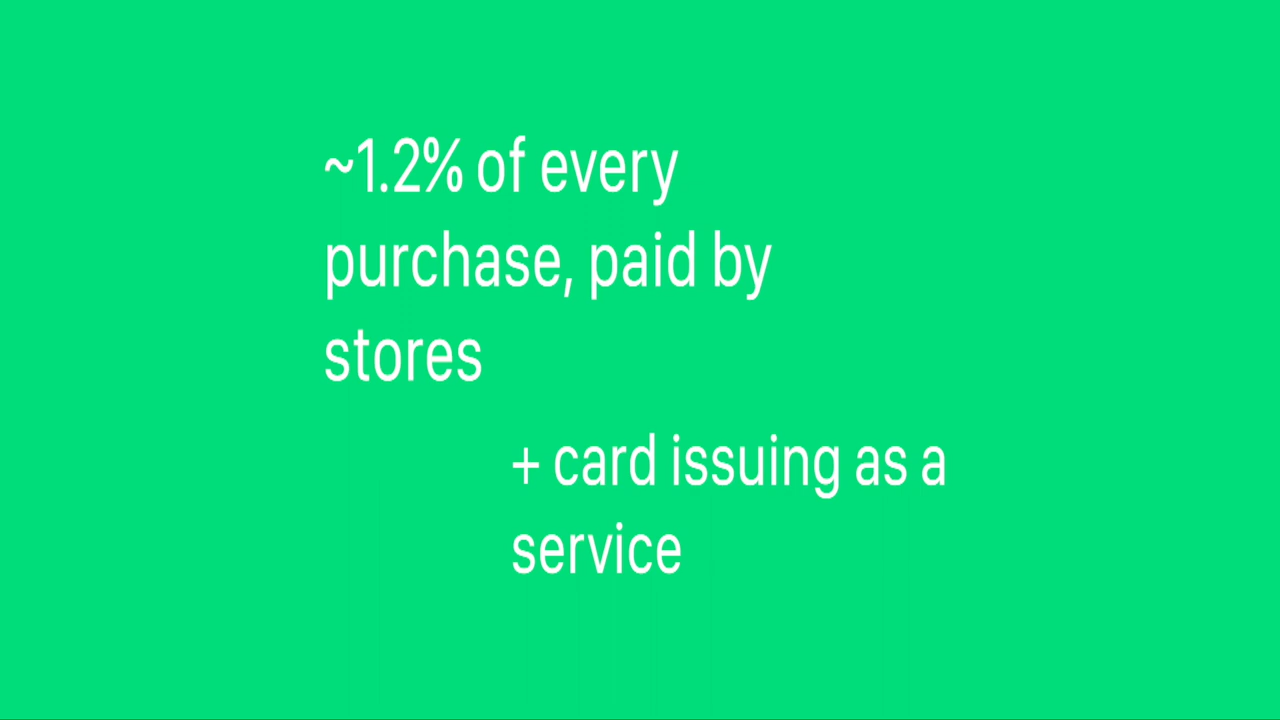 ~1.2% of every
purchase, paid by
stores
+ card issuing as a
service